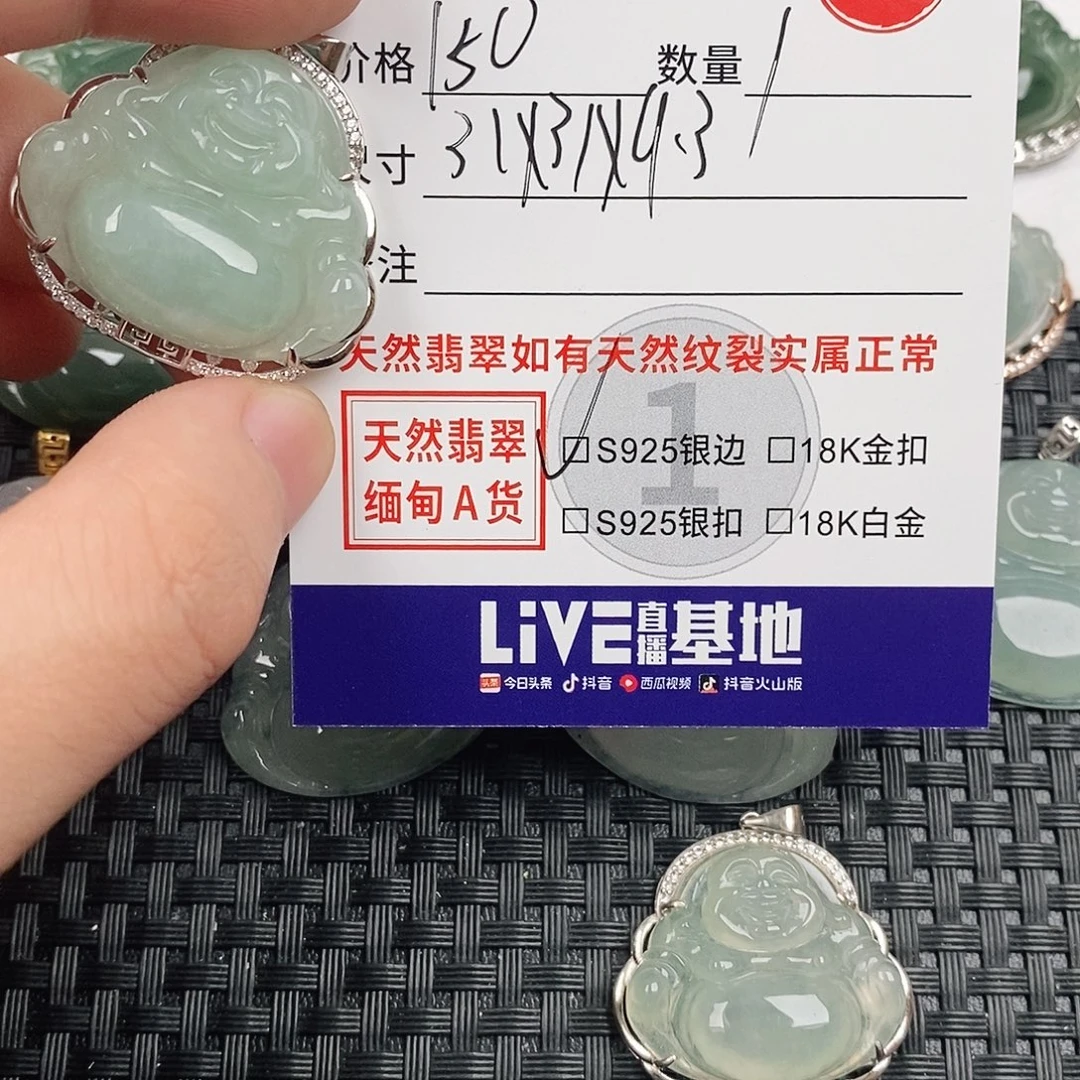 价格 150 数量 1
寸 31X31X9.3
注
天然翡翠如有天然纹裂实属正常
天然翡翠
缅甸A货
☑S925银边 □18K金扣
□S925银扣 □18K白金
LiVE直播基地
头条 今日头条 抖音 西瓜视频 抖音火山版
1